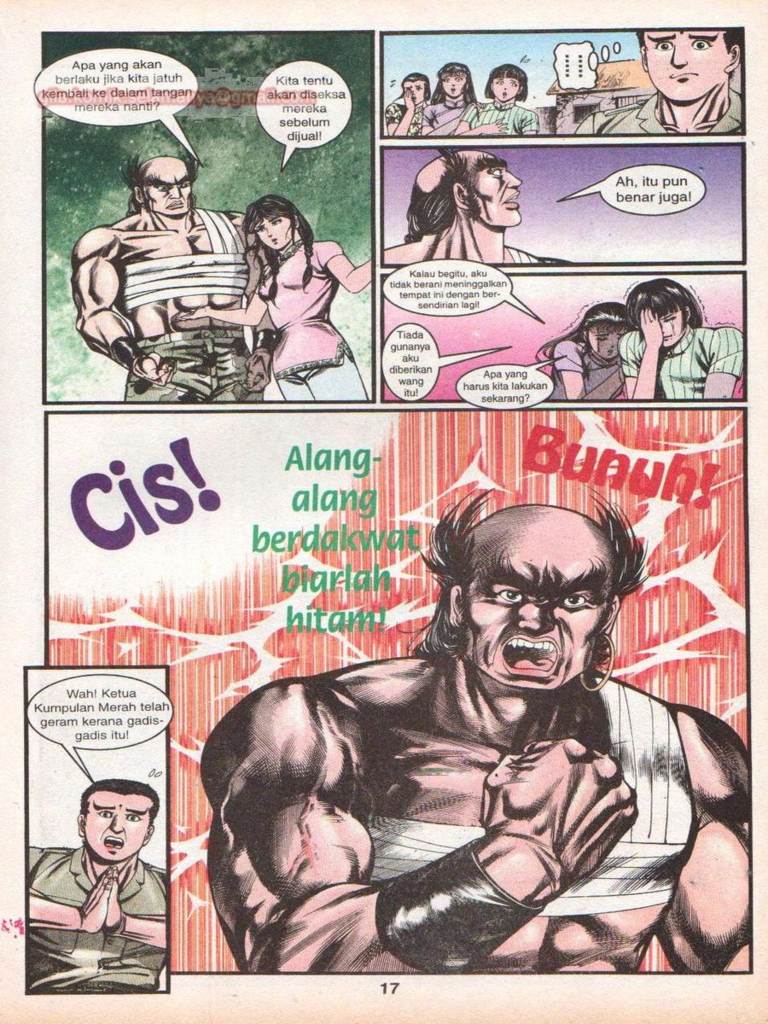 Apa yang akan
berlaku jika kita jatuh
kembali ke dalam tangan
mereka nanti?
Kita tentu
akan diseksa
mereka
sebelum
dijual!
Ah, itu pun
benar juga!
Kalau begitu, aku
tidak berani meninggalkan
tempat ini dengan ber-
sendirian lagi!
Tiada
gunanya
aku
diberikan
wang
itu!
Apa yang
harus kita lakukan
sekarang?
Cis!
Alang-
alang
berdakwat
biarlah
hitam!
Bunuh!
Wah! Ketua
Kumpulan Merah telah
geram kerana gadis-
gadis itu!
17